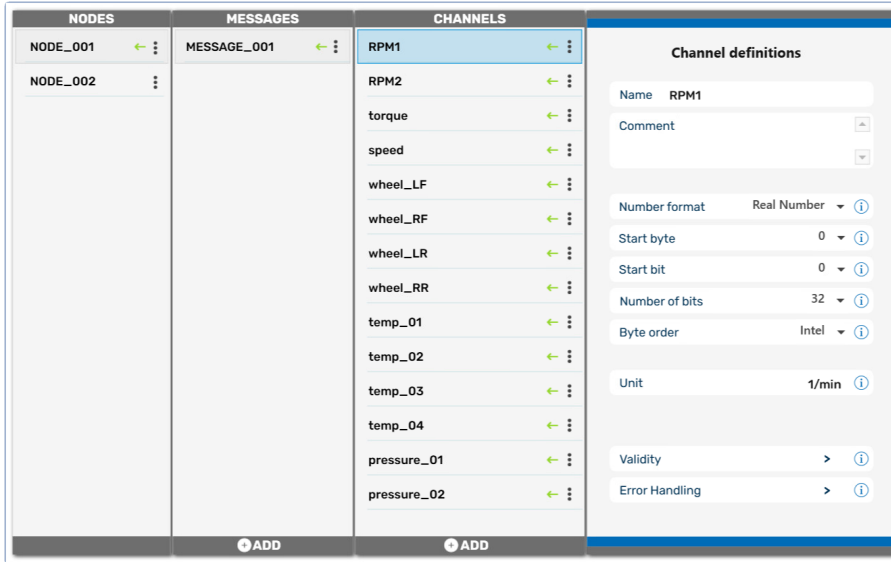 NODES
NODE_001
NODE_002
MESSAGES
MESSAGE_001
ADD
CHANNELS
RPM1
RPM2
torque
speed
wheel_LF
wheel_RF
wheel_LR
wheel_RR
temp_01
temp_02
temp_03
temp_04
pressure_01
pressure_02
ADD
Channel definitions
Name RPM1
Comment
Number format Real Number
Start byte 0
Start bit 0
Number of bits 32
Byte order Intel
Unit 1/min
Validity >
Error Handling >